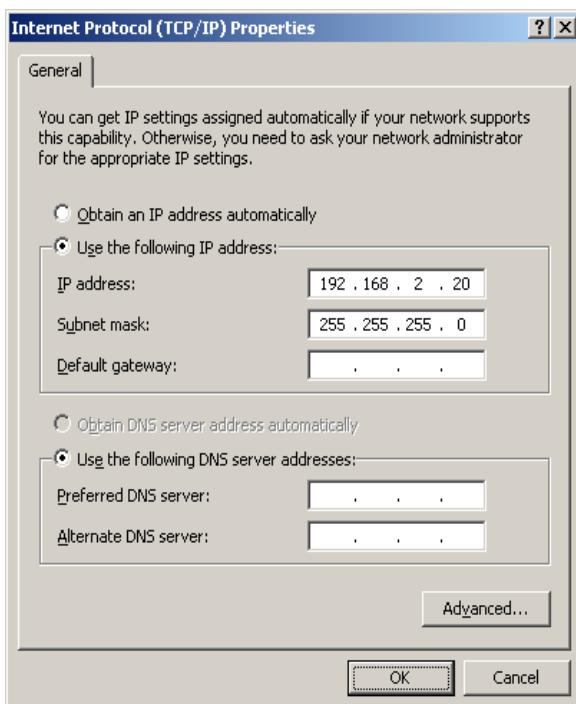 Internet Protocol (TCP/IP) Properties
General
You can get IP settings assigned automatically if your network supports
this capability. Otherwise, you need to ask your network administrator
for the appropriate IP settings.
Obtain an IP address automatically
Use the following IP address:
IP address: 192 . 168 . 2 . 20
Subnet mask: 255 . 255 . 255 . 0
Default gateway: . . .
Obtain DNS server address automatically
Use the following DNS server addresses:
Preferred DNS server: . . .
Alternate DNS server: . . .
Advanced...
OK Cancel